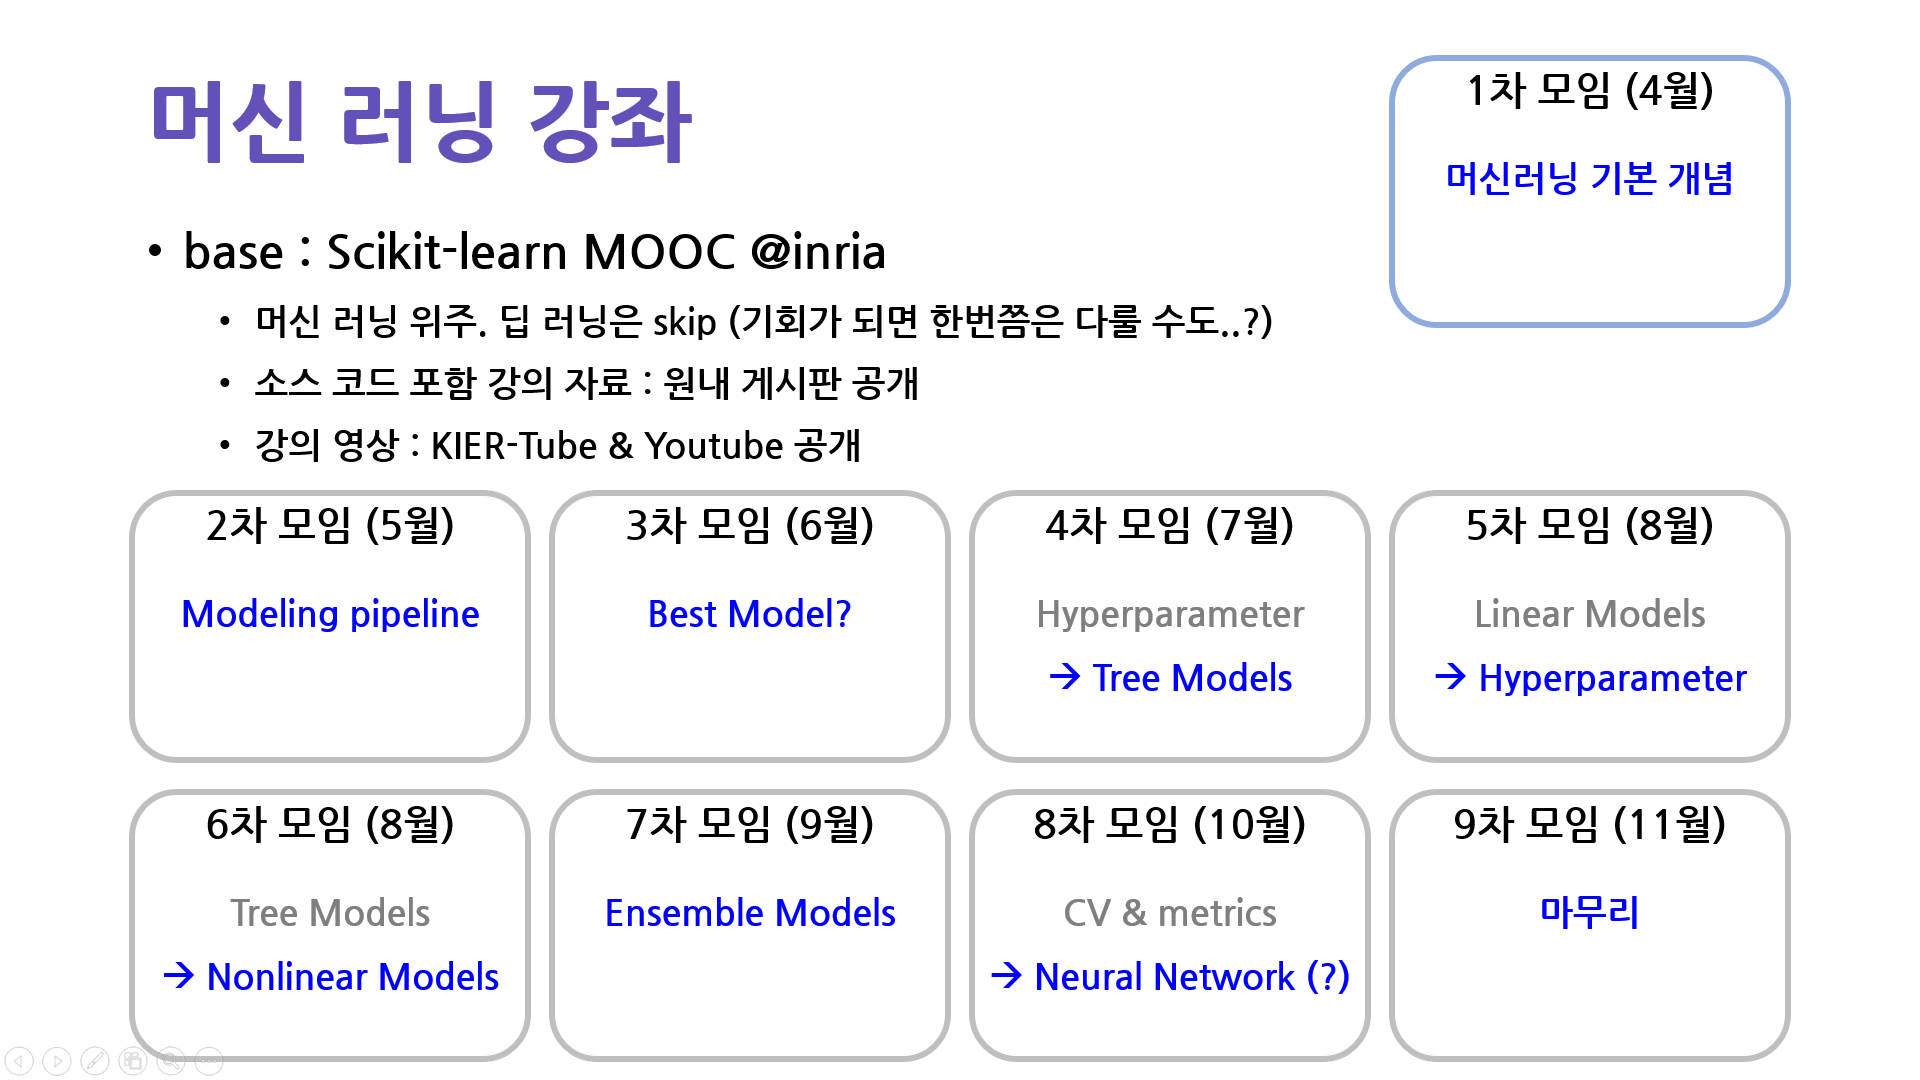 머신 러닝 강좌
• base : Scikit-learn MOOC @inria
• 머신 러닝 위주. 딥 러닝은 skip (기회가 되면 한번쯤은 다룰 수도..?)
• 소스 코드 포함 강의 자료 : 원내 게시판 공개
• 강의 영상 : KIER-Tube & Youtube 공개
1차 모임 (4월)
머신러닝 기본 개념
2차 모임 (5월)
Modeling pipeline
3차 모임 (6월)
Best Model?
4차 모임 (7월)
Hyperparameter
→ Tree Models
5차 모임 (8월)
Linear Models
→ Hyperparameter
6차 모임 (8월)
Tree Models
→ Nonlinear Models
7차 모임 (9월)
Ensemble Models
8차 모임 (10월)
CV & metrics
→ Neural Network (?)
9차 모임 (11월)
마무리